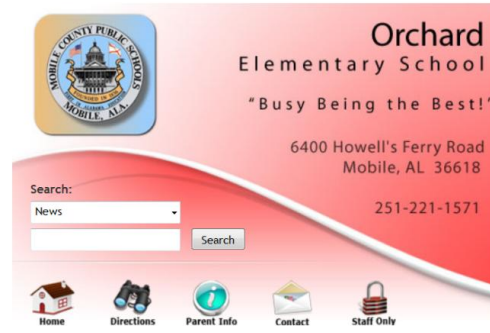 MOBILE COUNTY PUBLIC SCHOOLS
MOBILE, ALA.
Orchard
Elementary School
"Busy Being the Best!"
6400 Howell's Ferry Road
Mobile, AL 36618
251-221-1571
Search:
News
Search
Home Directions Parent Info Contact Staff Only